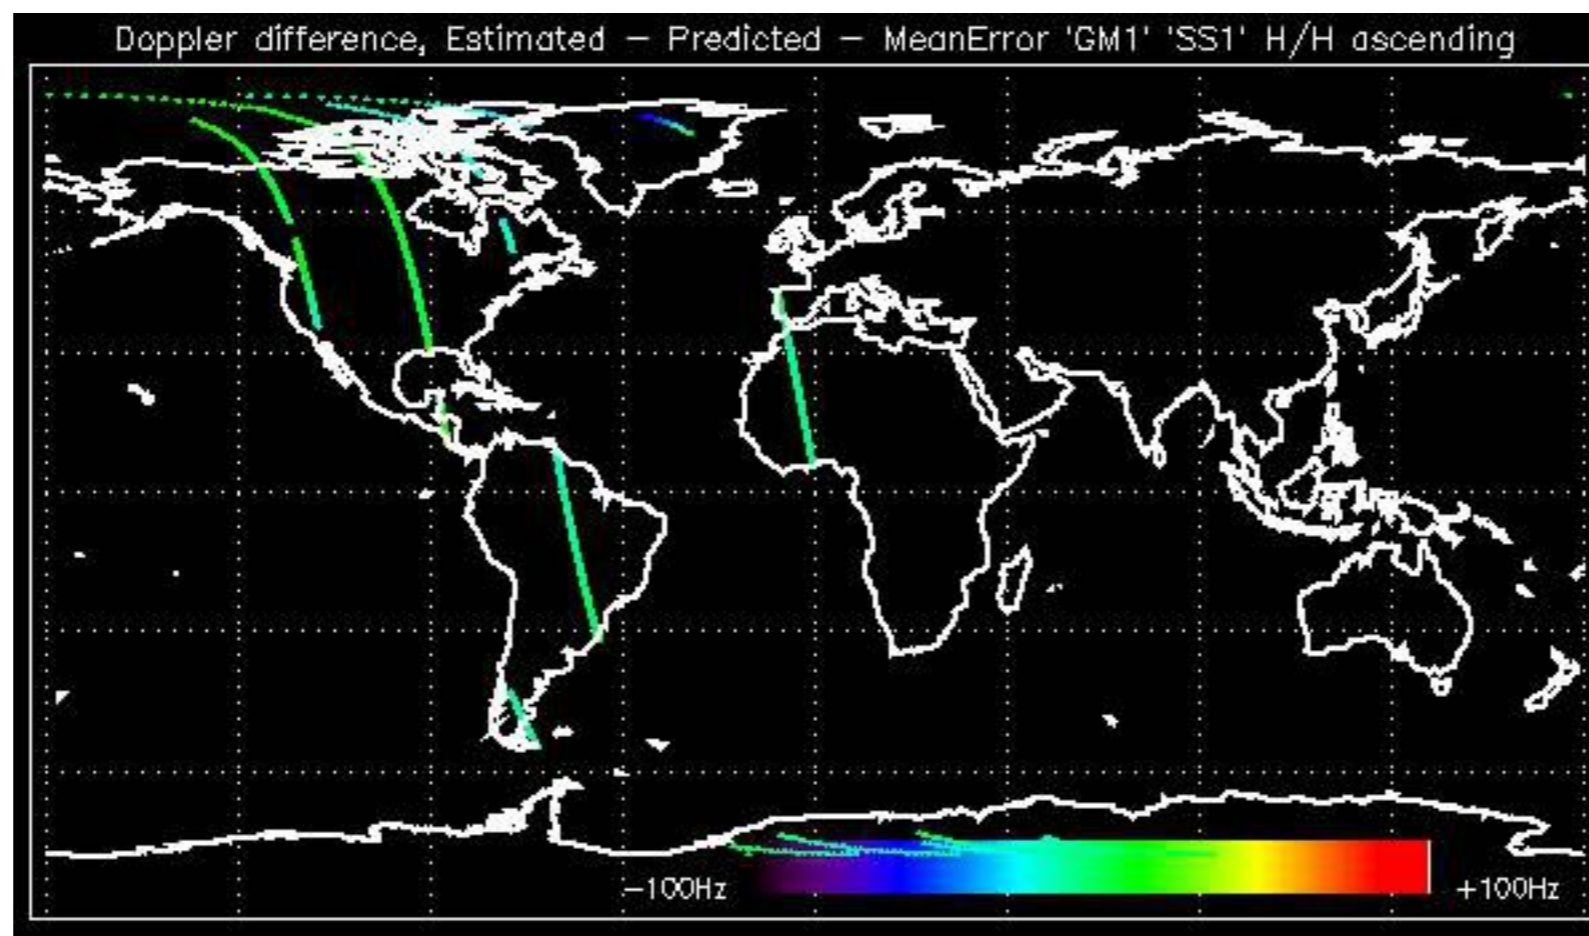 Doppler difference, Estimated − Predicted − MeanError 'GM1' 'SS1' H/H ascending
−100Hz
+100Hz